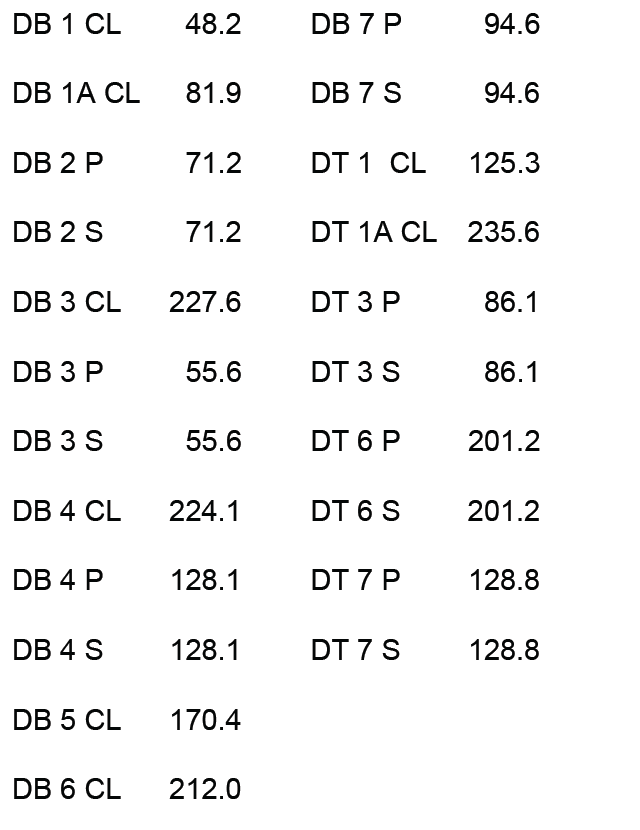 DB 1 CL 48.2 DB 7 P 94.6
DB 1A CL 81.9 DB 7 S 94.6
DB 2 P 71.2 DT 1 CL 125.3
DB 2 S 71.2 DT 1A CL 235.6
DB 3 CL 227.6 DT 3 P 86.1
DB 3 P 55.6 DT 3 S 86.1
DB 3 S 55.6 DT 6 P 201.2
DB 4 CL 224.1 DT 6 S 201.2
DB 4 P 128.1 DT 7 P 128.8
DB 4 S 128.1 DT 7 S 128.8
DB 5 CL 170.4
DB 6 CL 212.0